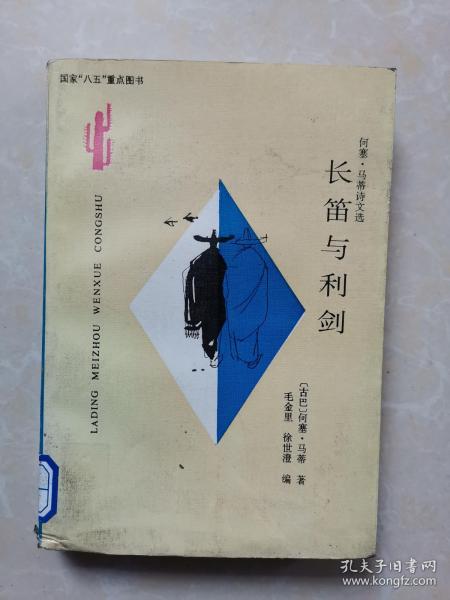 国家“八五”重点图书
LADING MEIZHOU WENXUE CONGSHU
何塞·马蒂诗文选
长笛与利剑
〔古巴〕何塞·马蒂 著
毛金里 徐世澄 编
孔夫子旧书网
www.kongfz.com